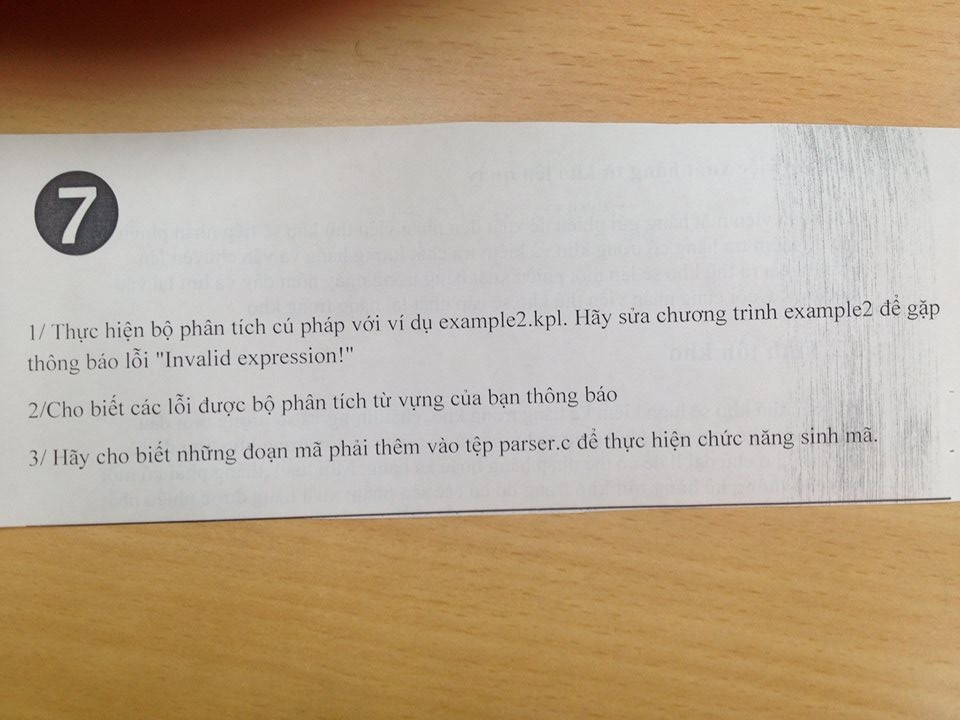 7
1/ Thực hiện bộ phân tích cú pháp với ví dụ example2.kpl. Hãy sửa chương trình example2 để gặp
thông báo lỗi "Invalid expression!"
2/Cho biết các lỗi được bộ phân tích từ vựng của bạn thông báo
3/ Hãy cho biết những đoạn mã phải thêm vào tệp parser.c để thực hiện chức năng sinh mã.